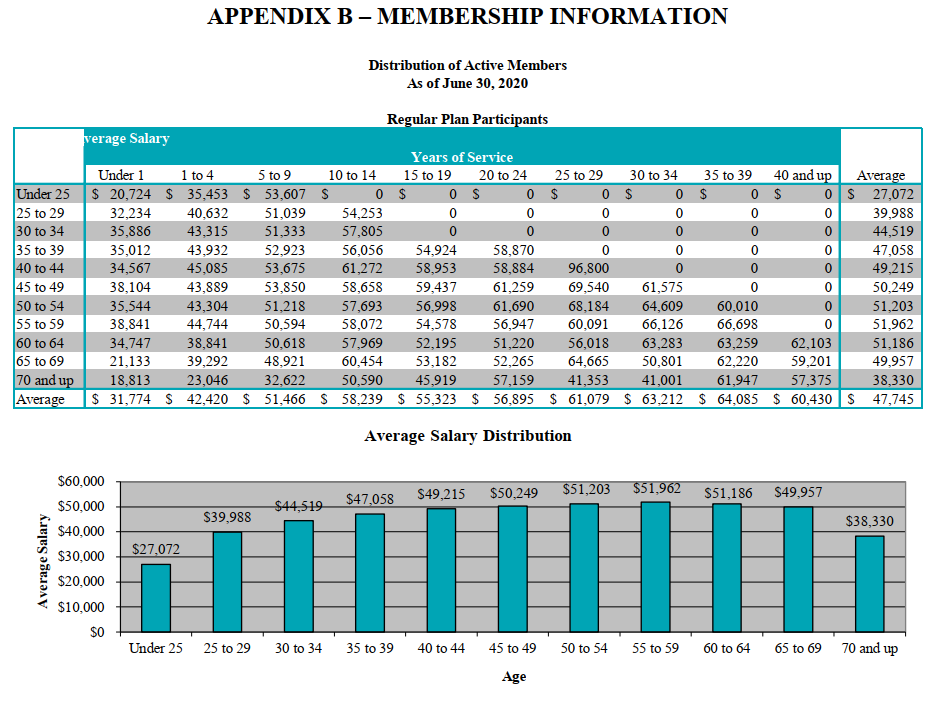 APPENDIX B – MEMBERSHIP INFORMATION
Distribution of Active Members
As of June 30, 2020
Regular Plan Participants
verage Salary
Years of Service
Under 1 1 to 4 5 to 9 10 to 14 15 to 19 20 to 24 25 to 29 30 to 34 35 to 39 40 and up Average
Under 25 $ 20,724 $ 35,453 $ 53,607 $ 0 $ 0 $ 0 $ 0 $ 0 $ 0 $ 0 $ 27,072
25 to 29 32,234 40,632 51,039 54,253 0 0 0 0 0 0 39,988
30 to 34 35,886 43,315 51,333 57,805 0 0 0 0 0 0 44,519
35 to 39 35,012 43,932 52,923 56,056 54,924 58,870 0 0 0 0 47,058
40 to 44 34,567 45,085 53,675 61,272 58,953 58,884 96,800 0 0 0 49,215
45 to 49 38,104 43,889 53,850 58,658 59,437 61,259 69,540 61,575 0 0 50,249
50 to 54 35,544 43,304 51,218 57,693 56,998 61,690 68,184 64,609 60,010 0 51,203
55 to 59 38,841 44,744 50,594 58,072 54,578 56,947 60,091 66,126 66,698 0 51,962
60 to 64 34,747 38,841 50,618 57,969 52,195 51,220 56,018 63,283 63,259 62,103 51,186
65 to 69 21,133 39,292 48,921 60,454 53,182 52,265 64,665 50,801 62,220 59,201 49,957
70 and up 18,813 23,046 32,622 50,590 45,919 57,159 41,353 41,001 61,947 57,375 38,330
Average $ 31,774 $ 42,420 $ 51,466 $ 58,239 $ 55,323 $ 56,895 $ 61,079 $ 63,212 $ 64,085 $ 60,430 $ 47,745
Average Salary Distribution
Average Salary
$60,000
$50,000
$40,000
$30,000
$20,000
$10,000
$0
$27,072 $39,988 $44,519 $47,058 $49,215 $50,249 $51,203 $51,962 $51,186 $49,957 $38,330
Under 25 25 to 29 30 to 34 35 to 39 40 to 44 45 to 49 50 to 54 55 to 59 60 to 64 65 to 69 70 and up
Age